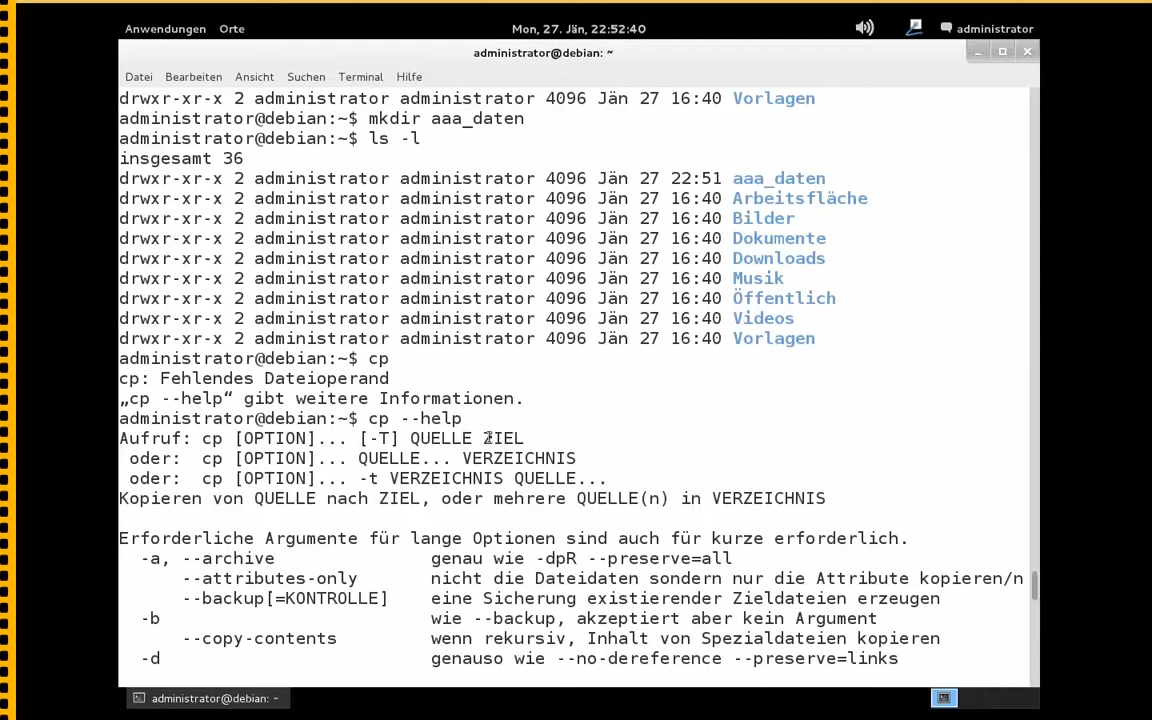 Anwendungen Orte Mon, 27. Jän, 22:52:40 administrator
administrator@debian: ~
Datei Bearbeiten Ansicht Suchen Terminal Hilfe
drwxr-xr-x 2 administrator administrator 4096 Jän 27 16:40 Vorlagen
administrator@debian:~$ mkdir aaa_daten
administrator@debian:~$ ls -l
insgesamt 36
drwxr-xr-x 2 administrator administrator 4096 Jän 27 22:51 aaa_daten
drwxr-xr-x 2 administrator administrator 4096 Jän 27 16:40 Arbeitsfläche
drwxr-xr-x 2 administrator administrator 4096 Jän 27 16:40 Bilder
drwxr-xr-x 2 administrator administrator 4096 Jän 27 16:40 Dokumente
drwxr-xr-x 2 administrator administrator 4096 Jän 27 16:40 Downloads
drwxr-xr-x 2 administrator administrator 4096 Jän 27 16:40 Musik
drwxr-xr-x 2 administrator administrator 4096 Jän 27 16:40 Öffentlich
drwxr-xr-x 2 administrator administrator 4096 Jän 27 16:40 Videos
drwxr-xr-x 2 administrator administrator 4096 Jän 27 16:40 Vorlagen
administrator@debian:~$ cp
cp: Fehlendes Dateioperand
„cp --help“ gibt weitere Informationen.
administrator@debian:~$ cp --help
Aufruf: cp [OPTION]... [-T] QUELLE ZIEL
 oder:  cp [OPTION]... QUELLE... VERZEICHNIS
 oder:  cp [OPTION]... -t VERZEICHNIS QUELLE...
Kopieren von QUELLE nach ZIEL, oder mehrere QUELLE(n) in VERZEICHNIS
Erforderliche Argumente für lange Optionen sind auch für kurze erforderlich.
  -a, --archive               genau wie -dpR --preserve=all
      --attributes-only       nicht die Dateidaten sondern nur die Attribute kopieren/n
      --backup[=KONTROLLE]    eine Sicherung existierender Zieldateien erzeugen
  -b                          wie --backup, akzeptiert aber kein Argument
      --copy-contents         wenn rekursiv, Inhalt von Spezialdateien kopieren
  -d                          genauso wie --no-dereference --preserve=links
administrator@debian: ~